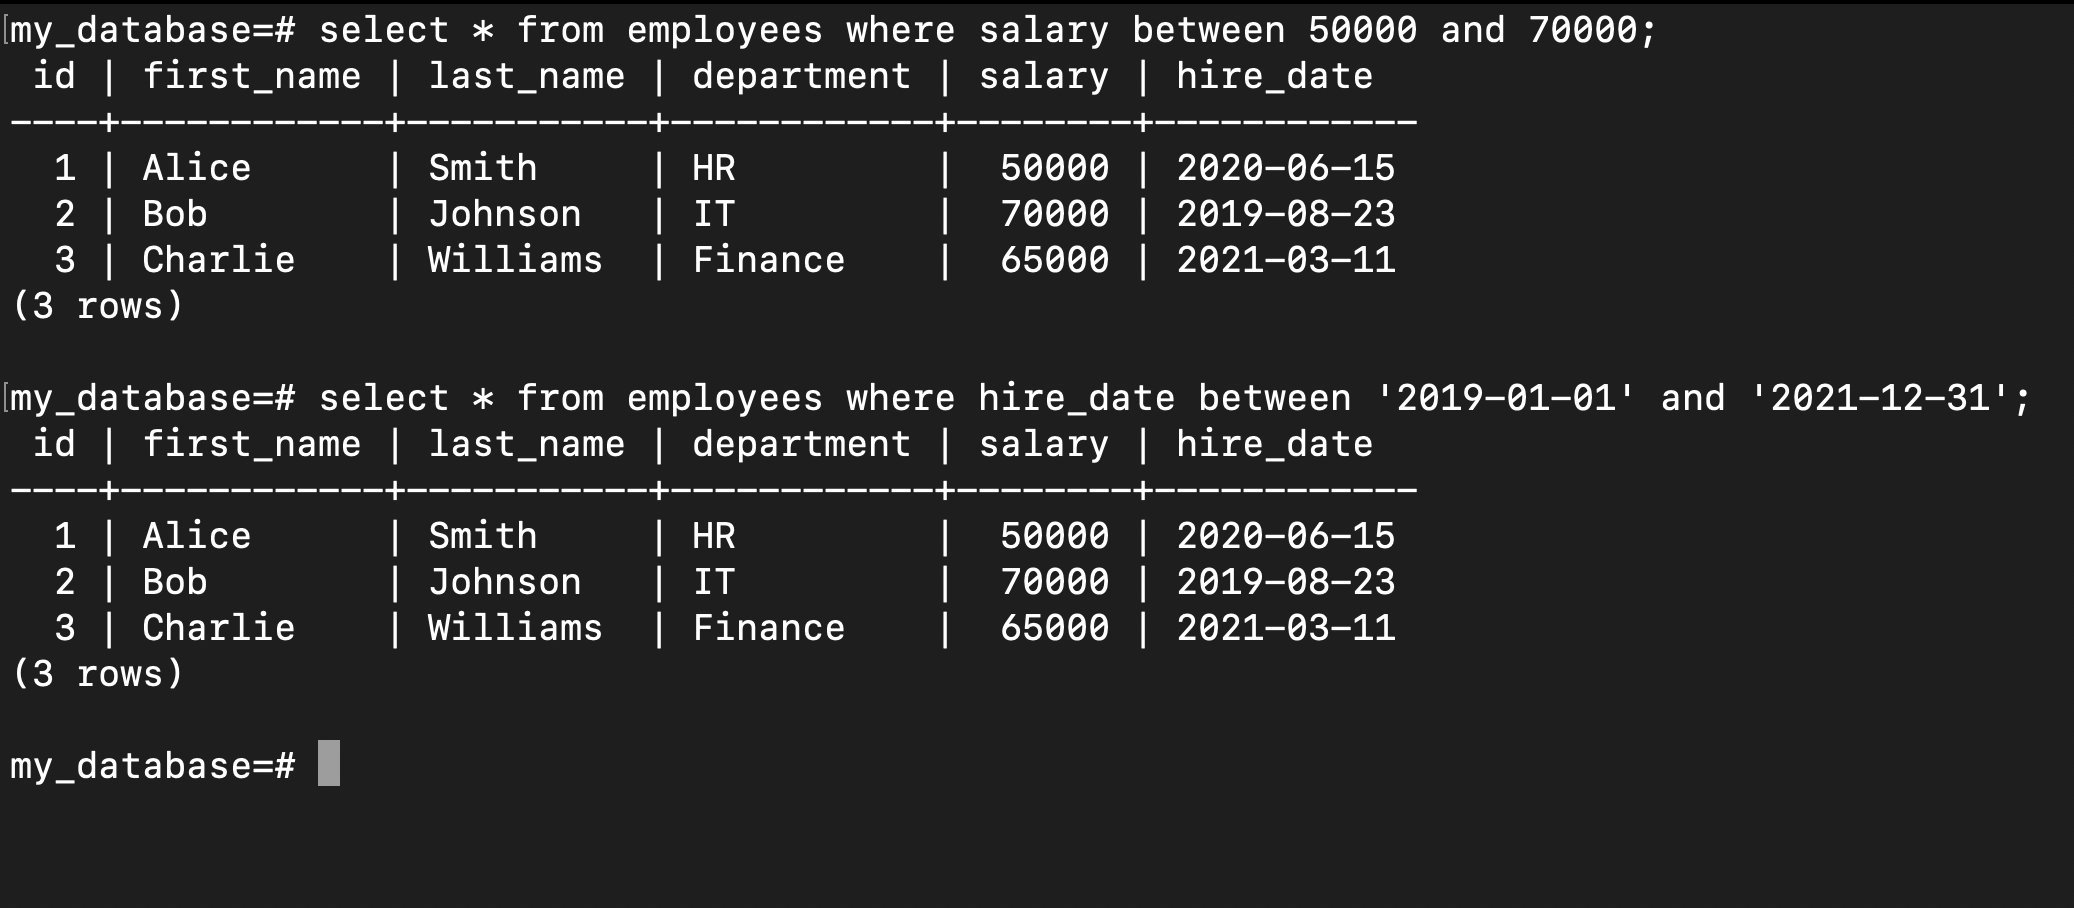 my_database=# select * from employees where salary between 50000 and 70000;
 id | first_name | last_name | department | salary | hire_date
----+------------+-----------+------------+--------+------------
  1 | Alice      | Smith     | HR         |  50000 | 2020-06-15
  2 | Bob        | Johnson   | IT         |  70000 | 2019-08-23
  3 | Charlie    | Williams  | Finance    |  65000 | 2021-03-11
(3 rows)

my_database=# select * from employees where hire_date between '2019-01-01' and '2021-12-31';
 id | first_name | last_name | department | salary | hire_date
----+------------+-----------+------------+--------+------------
  1 | Alice      | Smith     | HR         |  50000 | 2020-06-15
  2 | Bob        | Johnson   | IT         |  70000 | 2019-08-23
  3 | Charlie    | Williams  | Finance    |  65000 | 2021-03-11
(3 rows)

my_database=#